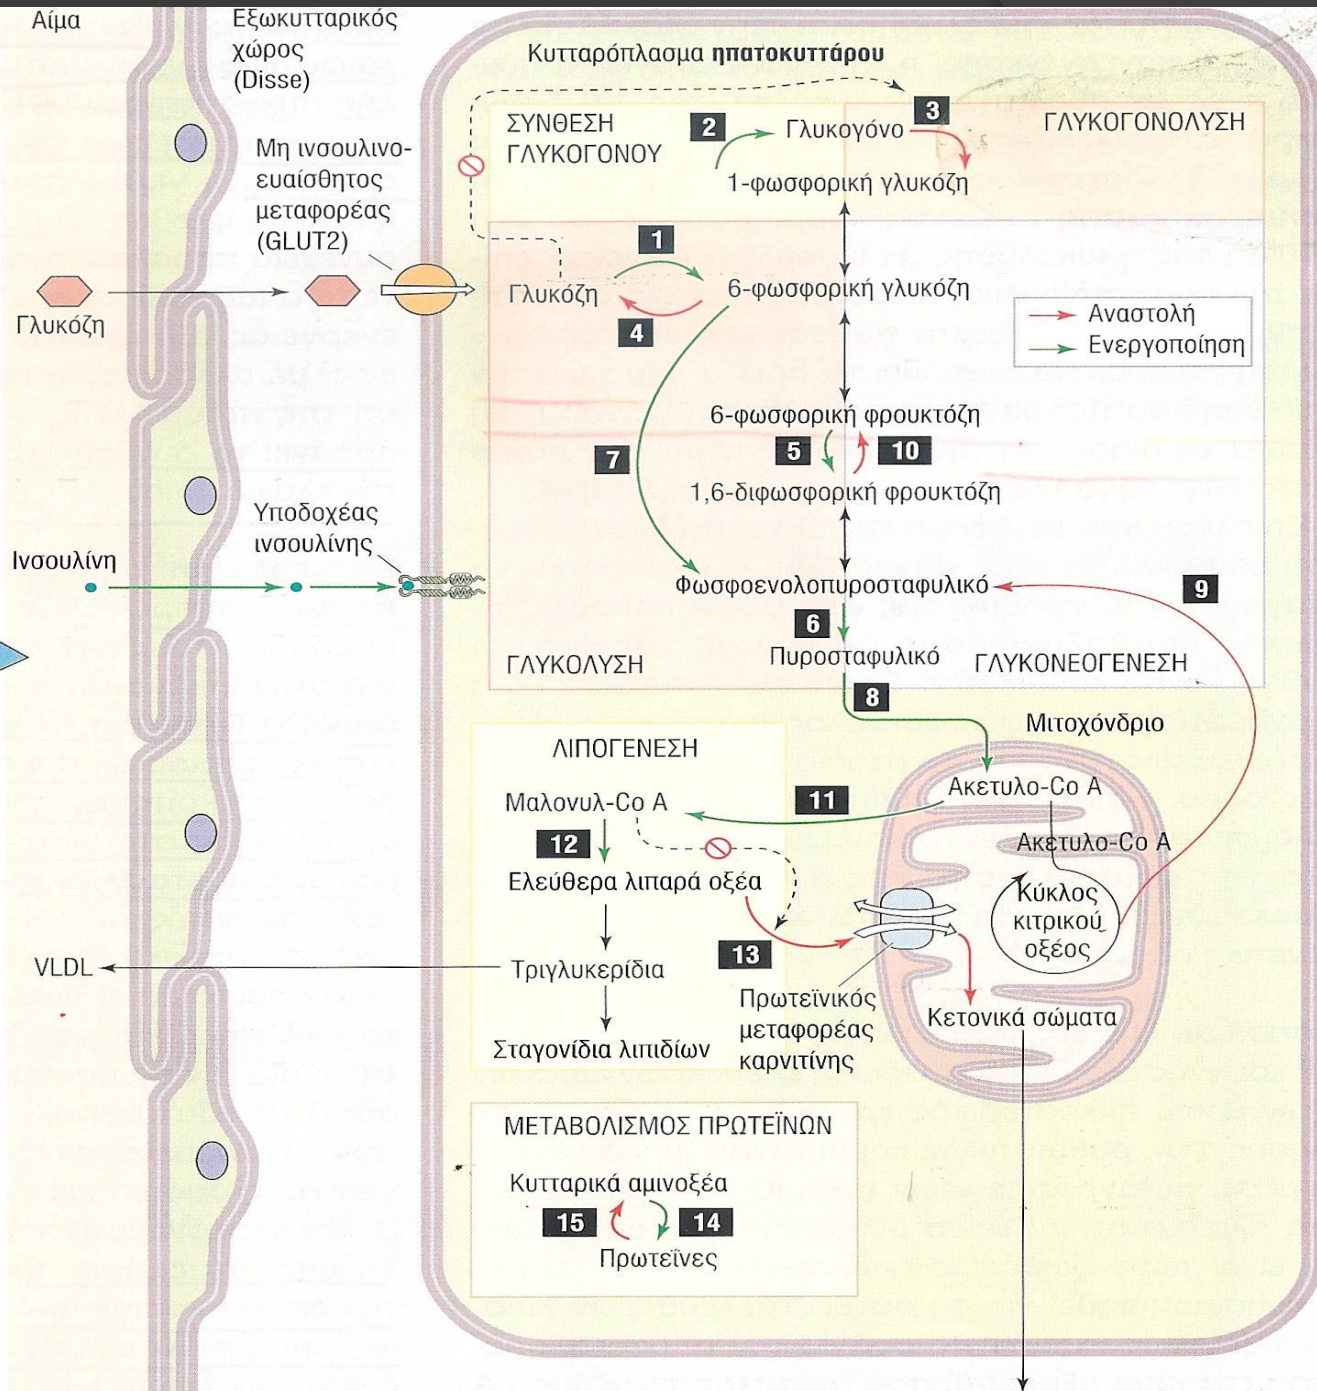 Αίμα
Εξωκυτταρικός
χώρος
(Disse)
Κυτταρόπλασμα ηπατοκυττάρου
ΣΥΝΘΕΣΗ
ΓΛΥΚΟΓΟΝΟΥ
2
Γλυκογόνο
3
ΓΛΥΚΟΓΟΝΟΛΥΣΗ
1-φωσφορική γλυκόζη
Μη ινσουλινο-
ευαίσθητος
μεταφορέας
(GLUT2)
1
Γλυκόζη
Γλυκόζη
6-φωσφορική γλυκόζη
4
Αναστολή
Ενεργοποίηση
6-φωσφορική φρουκτόζη
7
5
10
1,6-διφωσφορική φρουκτόζη
Υποδοχέας
ινσουλίνης
Ινσουλίνη
Φωσφοενολοπυροσταφυλικό
9
6
ΓΛΥΚΟΛΥΣΗ
Πυροσταφυλικό
ΓΛΥΚΟΝΕΟΓΕΝΕΣΗ
8
Μιτοχόνδριο
ΛΙΠΟΓΕΝΕΣΗ
Μαλονυλ-Co A
11
Ακετυλο-Co A
12
Ακετυλο-Co A
Ελεύθερα λιπαρά οξέα
Κύκλος
κιτρικού
οξέος
13
VLDL
Τριγλυκερίδια
Πρωτεϊνικός
μεταφορέας
καρνιτίνης
Κετονικά σώματα
Σταγονίδια λιπιδίων
ΜΕΤΑΒΟΛΙΣΜΟΣ ΠΡΩΤΕΪΝΩΝ
Κυτταρικά αμινοξέα
15
14
Πρωτεΐνες